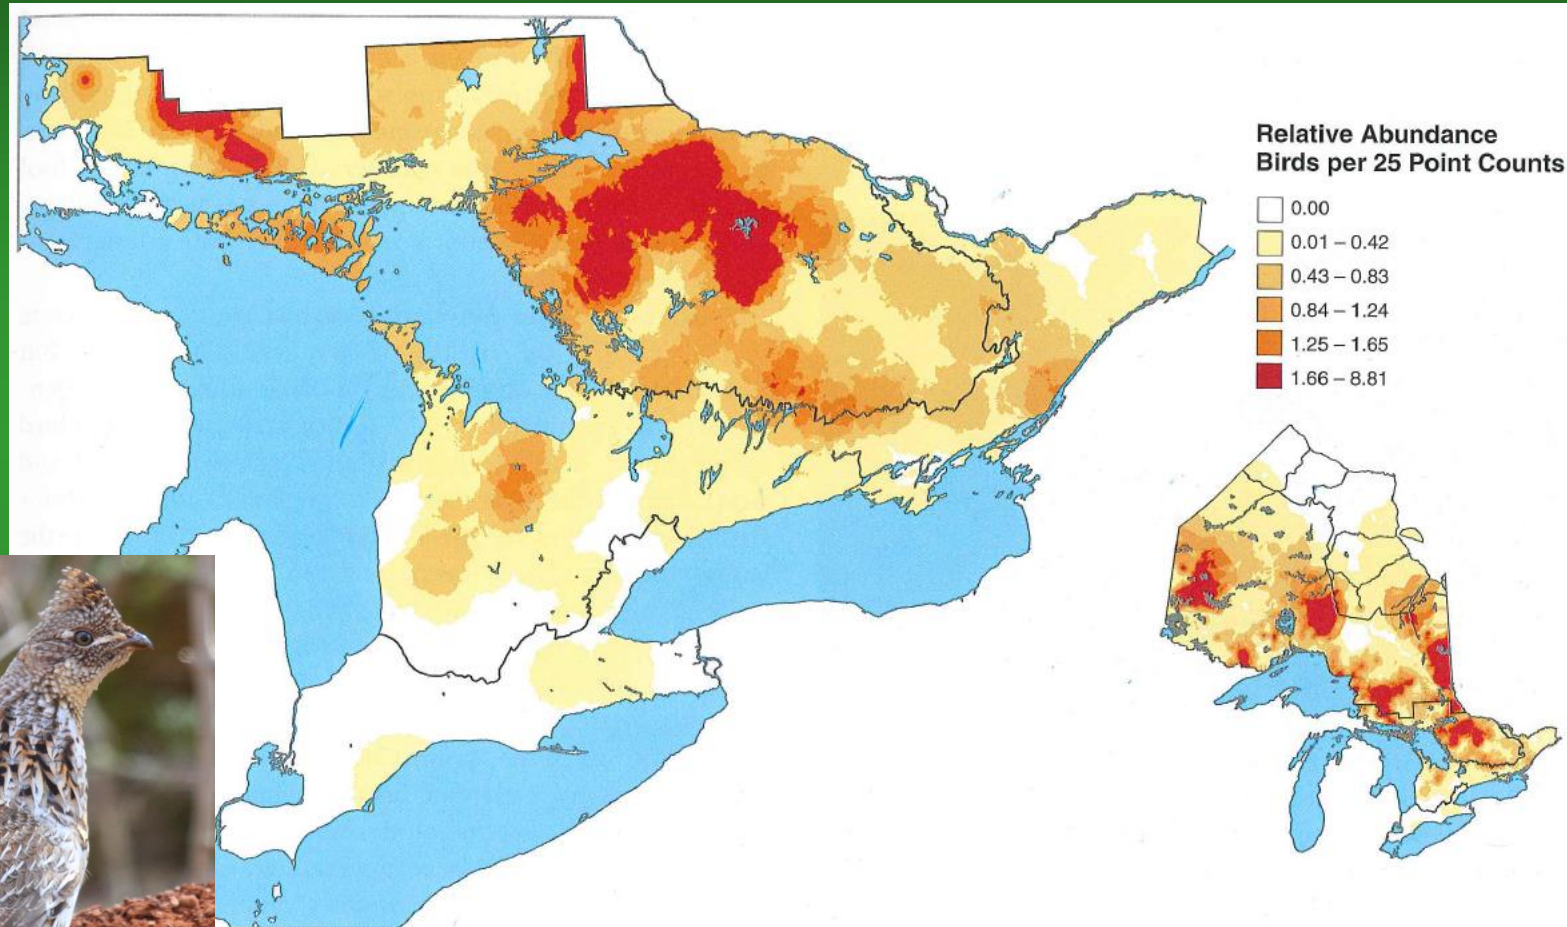 Relative Abundance
Birds per 25 Point Counts
0.00
0.01 – 0.42
0.43 – 0.83
0.84 – 1.24
1.25 – 1.65
1.66 – 8.81